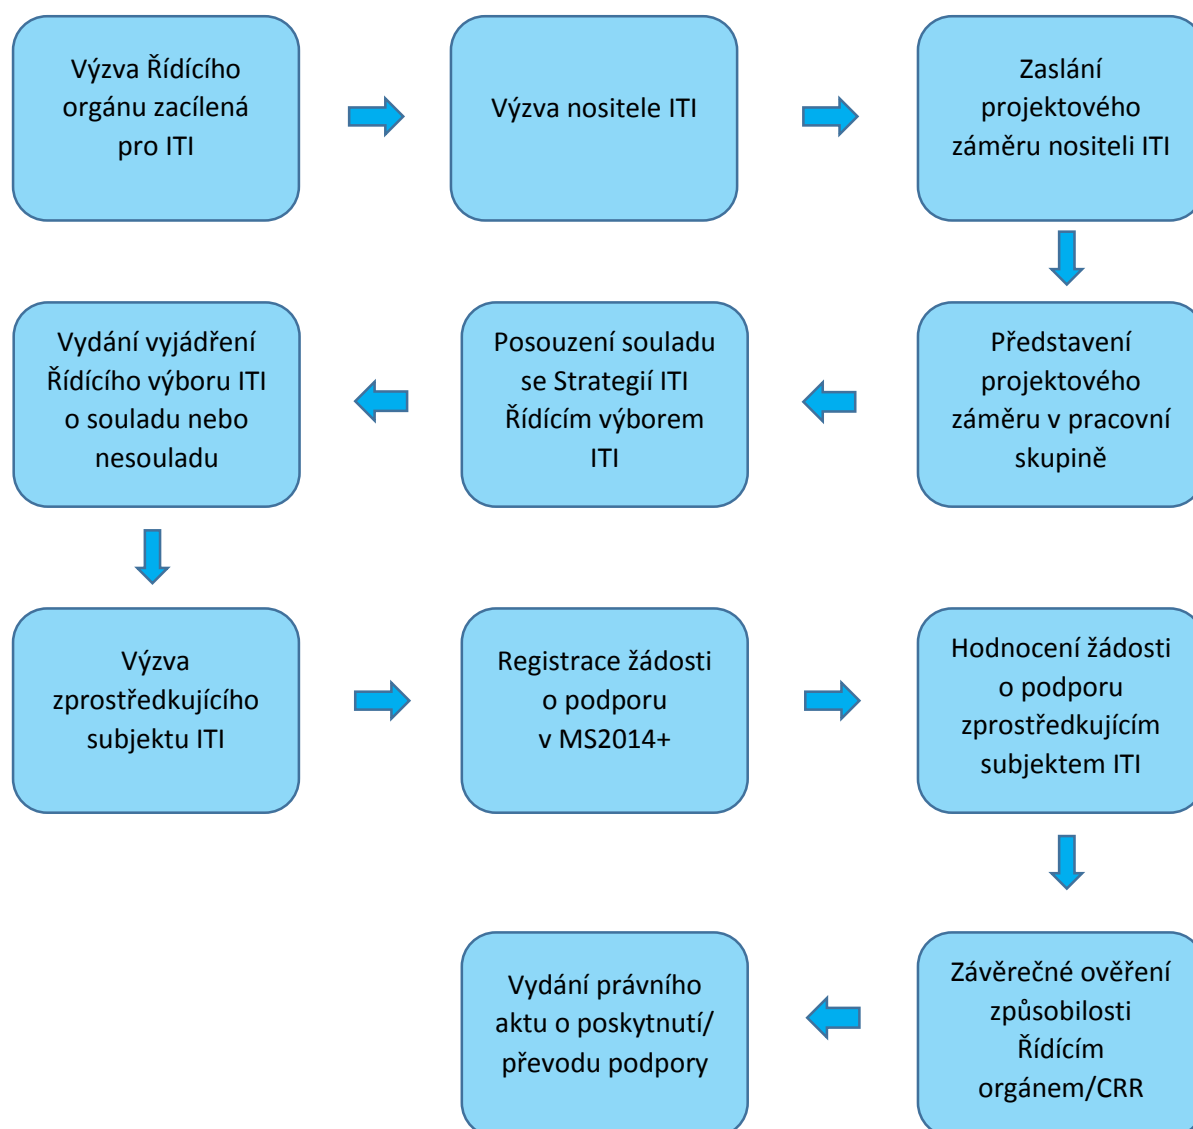 Výzva Řídícího
orgánu zacílená
pro ITI
Výzva nositele ITI
Zaslání
projektového
záměru nositeli ITI
Představení
projektového
záměru v pracovní
skupině
Posouzení souladu
se Strategií ITI
Řídícím výborem
ITI
Vydání vyjádření
Řídícího výboru ITI
o souladu nebo
nesouladu
Výzva
zprostředkujícího
subjektu ITI
Registrace žádosti
o podporu
v MS2014+
Hodnocení žádosti
o podporu
zprostředkujícím
subjektem ITI
Závěrečné ověření
způsobilosti
Řídícím
orgánem/CRR
Vydání právního
aktu o poskytnutí/
převodu podpory